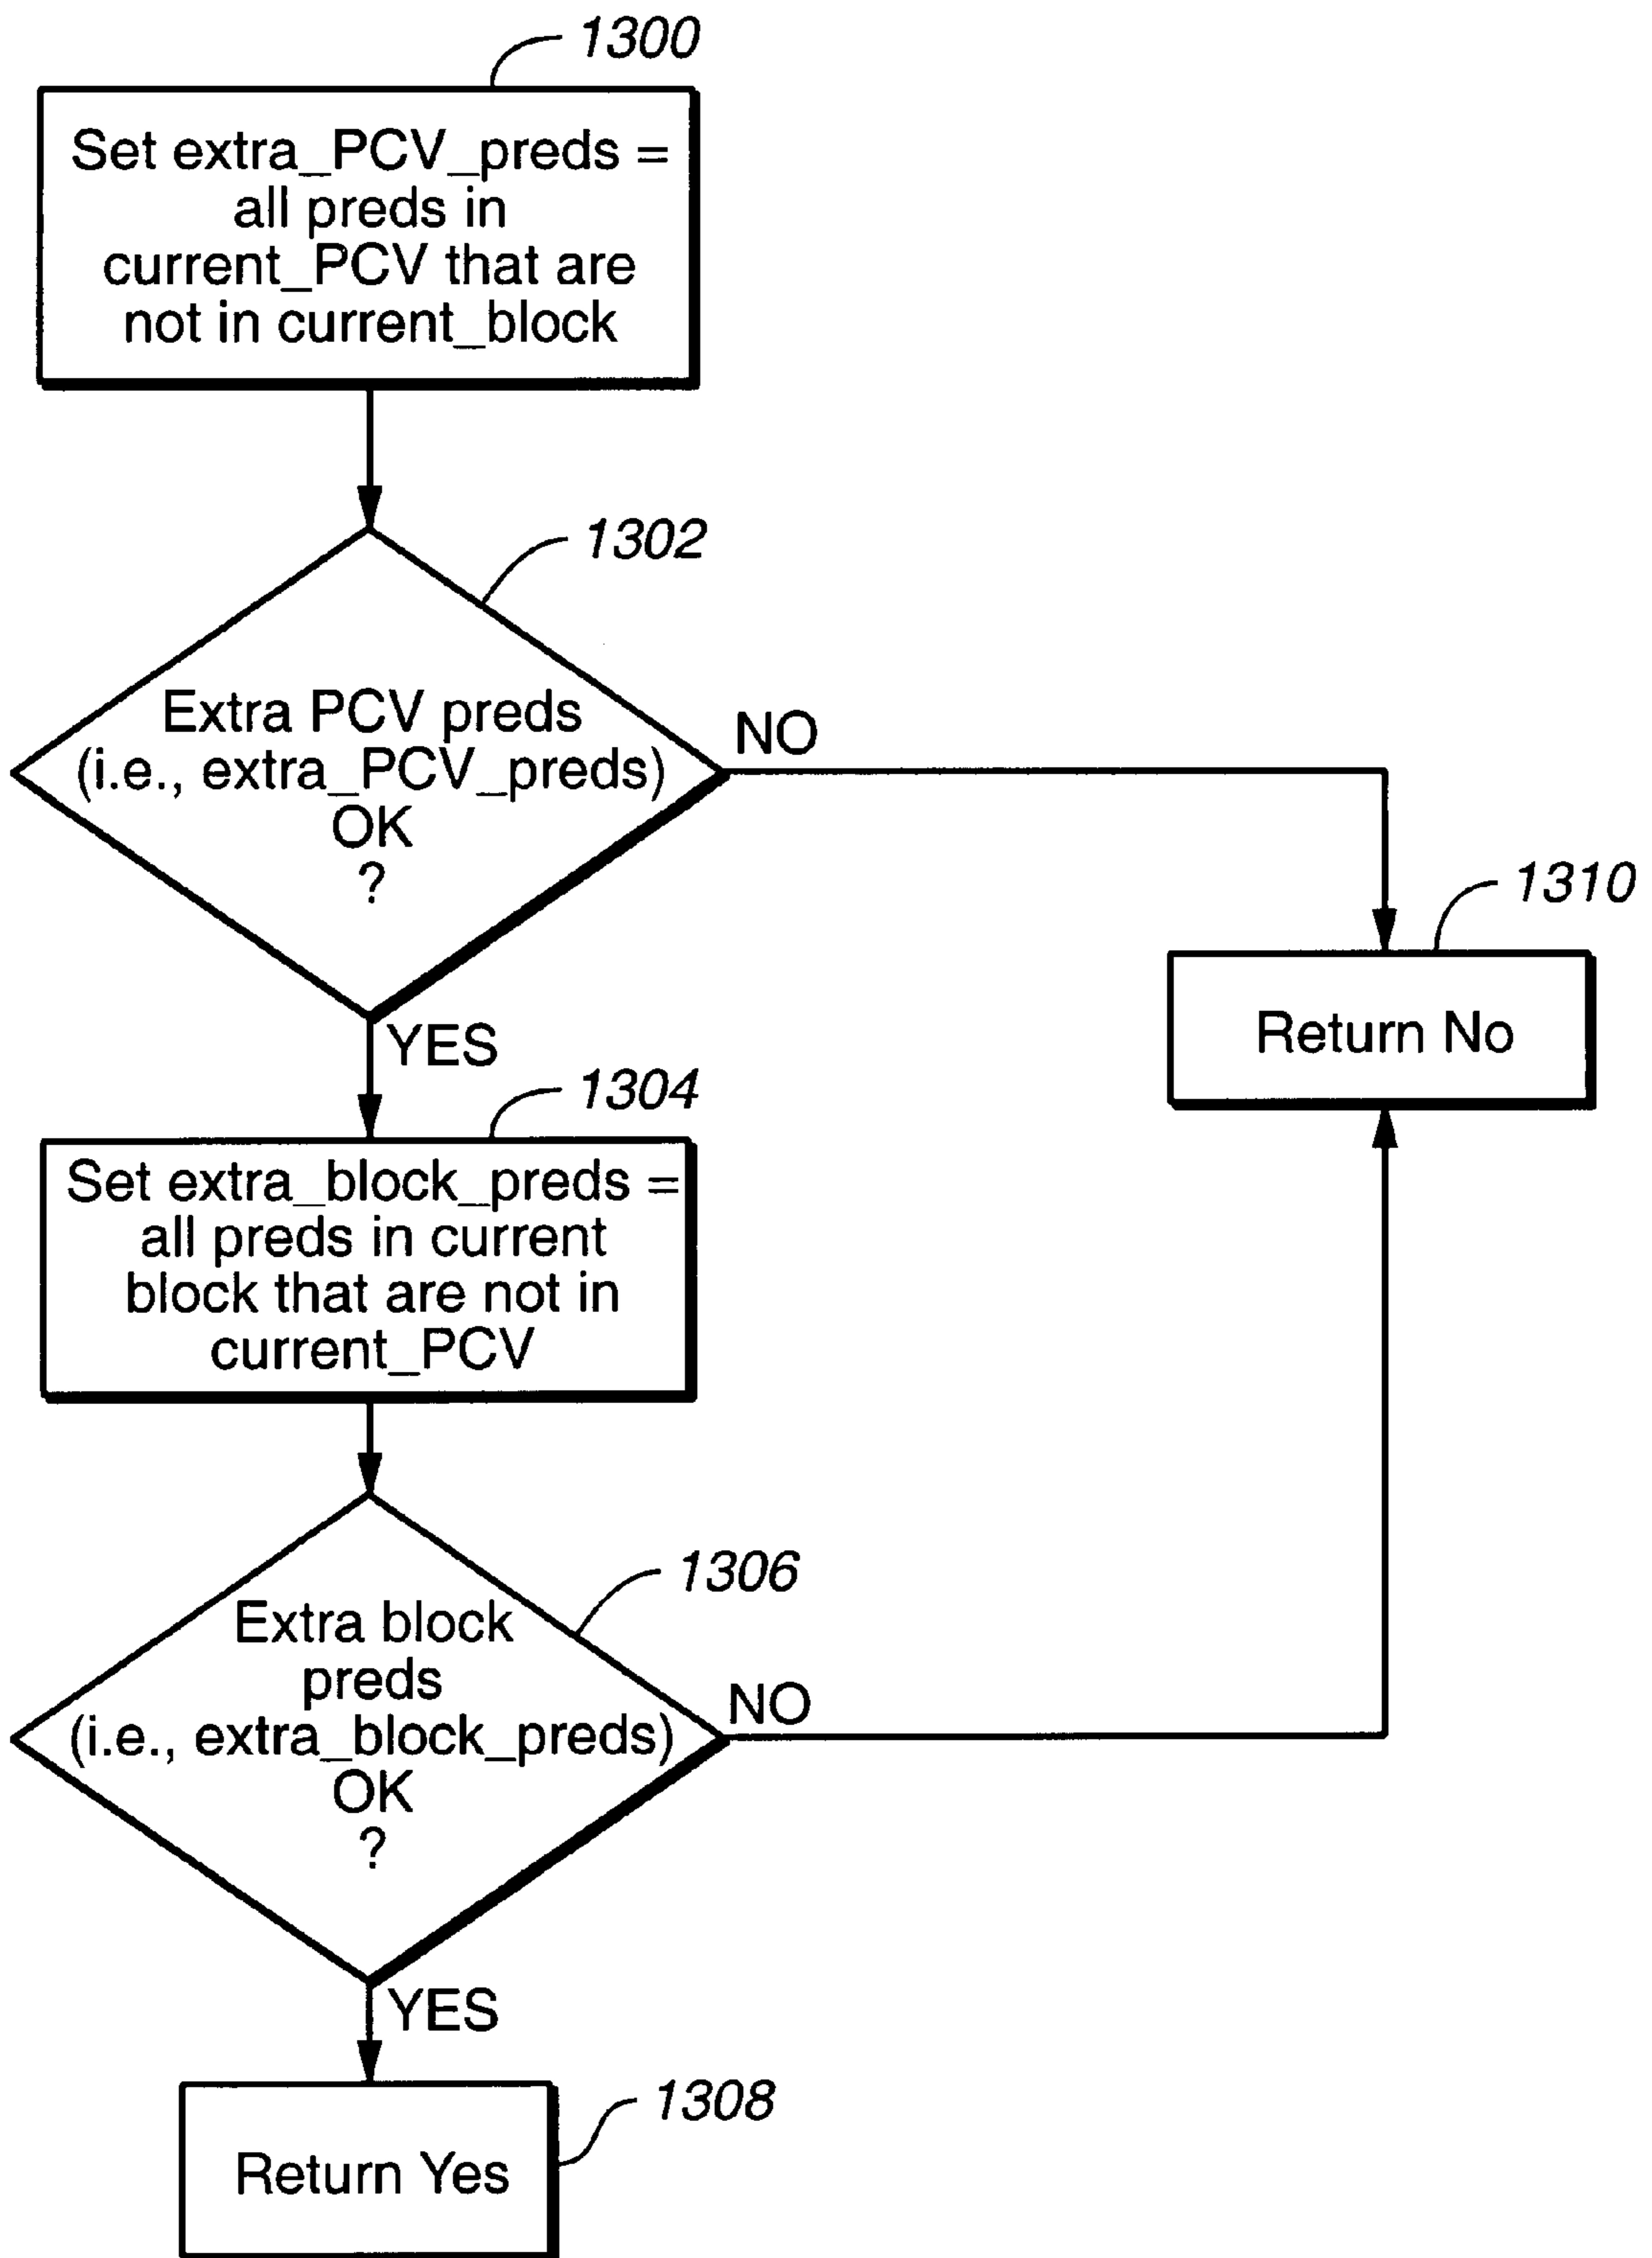 1300
Set extra_PCV_preds =
all preds in
current_PCV that are
not in current_block
1302
Extra PCV preds
(i.e., extra_PCV_preds)
OK
?
NO
1310
Return No
YES
1304
Set extra_block_preds =
all preds in current
block that are not in
current_PCV
1306
Extra block
preds
(i.e., extra_block_preds)
OK
?
NO
YES
1308
Return Yes